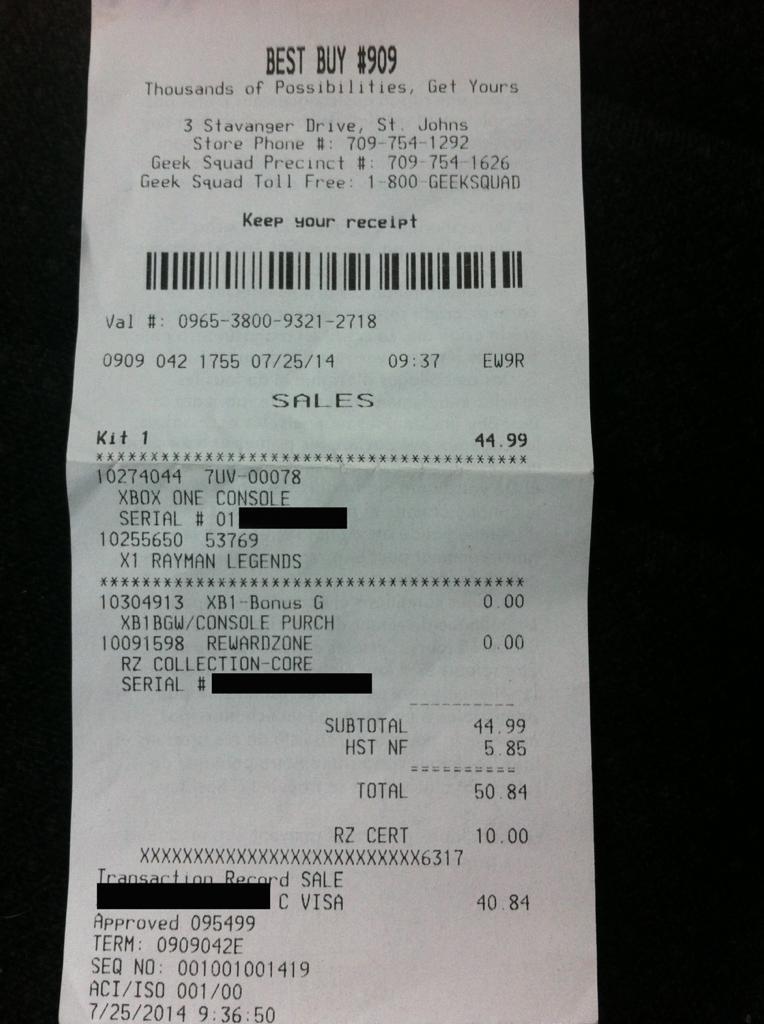 BEST BUY #909
Thousands of Possibilities, Get Yours
3 Stavanger Drive, St. Johns
Store Phone #: 709-754-1292
Geek Squad Precinct #: 709-754-1626
Geek Squad Toll Free: 1-800-GEEKSQUAD
Keep your receipt
Val #: 0965-3800-9321-2718
0909 042 1755 07/25/14 09:37 EW9R
SALES
Kit 1 44.99
****************************************
10274044 7UV-00078
XBOX ONE CONSOLE
SERIAL # 01
10255650 53769
X1 RAYMAN LEGENDS
****************************************
10304913 XB1-Bonus G 0.00
XB1BGW/CONSOLE PURCH
10091598 REWARDZONE 0.00
RZ COLLECTION-CORE
SERIAL #
----------
SUBTOTAL 44.99
HST NF 5.85
==========
TOTAL 50.84
RZ CERT 10.00
XXXXXXXXXXXXXXXXXXXXXXXXXX6317
Transaction Record SALE
C VISA 40.84
Approved 095499
TERM: 0909042E
SEQ NO: 001001001419
ACI/ISO 001/00
7/25/2014 9:36:50